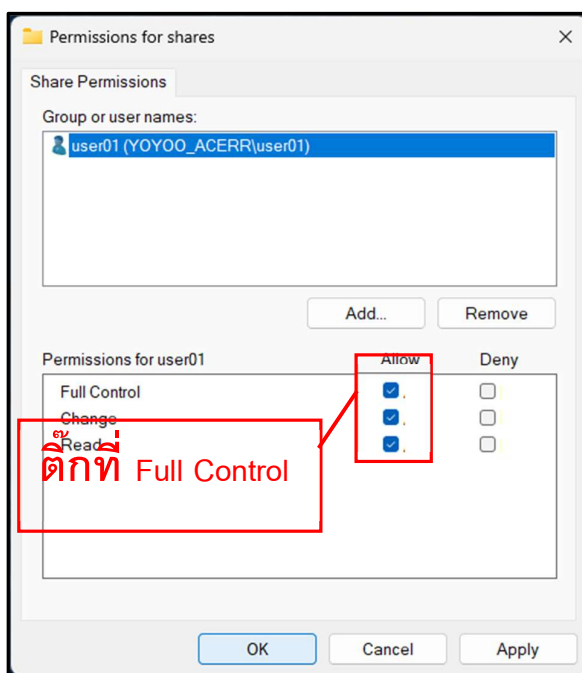 Permissions for shares
Share Permissions
Group or user names:
user01 (YOYOO_ACERR\user01)
Add... Remove
Permissions for user01 Allow Deny
Full Control
Change
Read
ติ๊กที่ Full Control
OK Cancel Apply